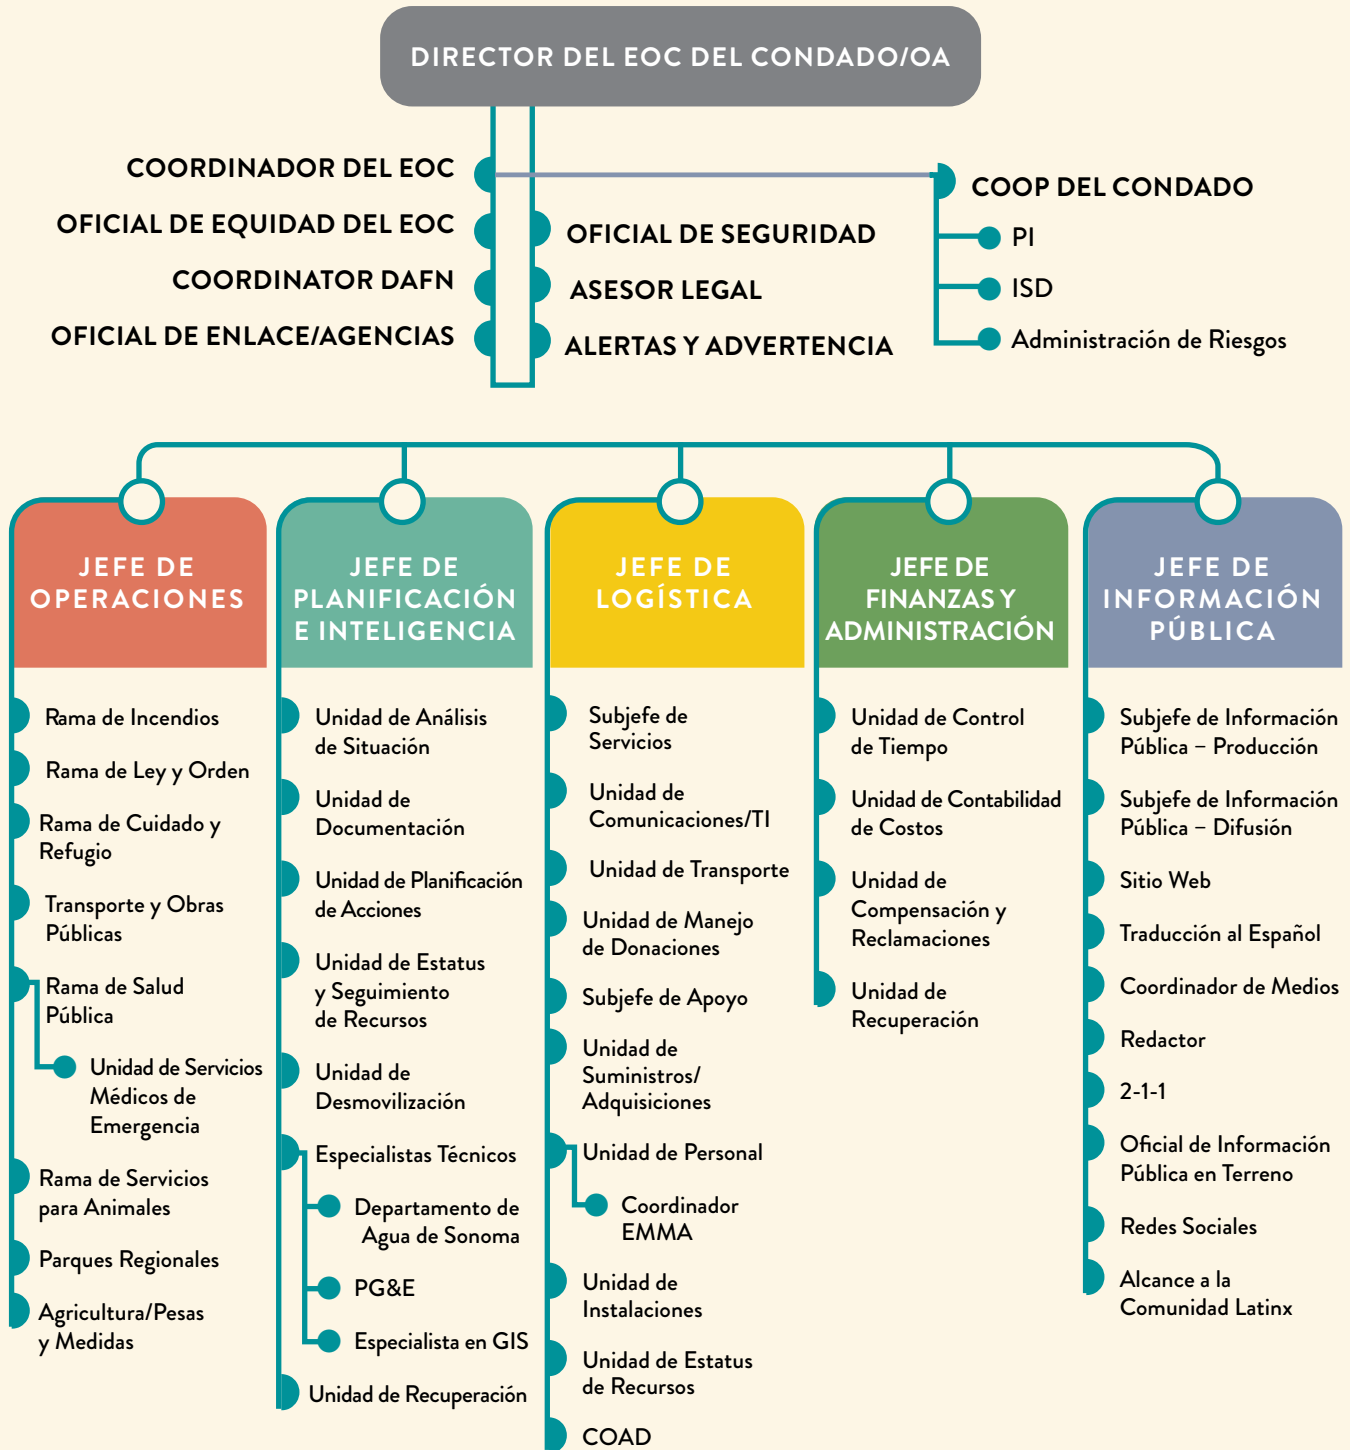 DIRECTOR DEL EOC DEL CONDADO/OA
COORDINADOR DEL EOC
OFICIAL DE EQUIDAD DEL EOC
COORDINATOR DAFN
OFICIAL DE ENLACE/AGENCIAS
OFICIAL DE SEGURIDAD
ASESOR LEGAL
ALERTAS Y ADVERTENCIA
COOP DEL CONDADO
PI
ISD
Administración de Riesgos
JEFE DE
OPERACIONES
Rama de Incendios
Rama de Ley y Orden
Rama de Cuidado y
Refugio
Transporte y Obras
Públicas
Rama de Salud
Pública
Unidad de Servicios
Médicos de
Emergencia
Rama de Servicios
para Animales
Parques Regionales
Agricultura/Pesas
y Medidas
JEFE DE
PLANIFICACIÓN
E INTELIGENCIA
Unidad de Análisis
de Situación
Unidad de
Documentación
Unidad de Planificación
de Acciones
Unidad de Estatus
y Seguimiento
de Recursos
Unidad de
Desmovilización
Especialistas Técnicos
Departamento de
Agua de Sonoma
PG&E
Especialista en GIS
Unidad de Recuperación
JEFE DE
LOGÍSTICA
Subjefe de
Servicios
Unidad de
Comunicaciones/TI
Unidad de Transporte
Unidad de Manejo
de Donaciones
Subjefe de Apoyo
Unidad de
Suministros/
Adquisiciones
Unidad de Personal
Coordinador
EMMA
Unidad de
Instalaciones
Unidad de Estatus
de Recursos
COAD
JEFE DE
FINANZAS Y
ADMINISTRACIÓN
Unidad de Control
de Tiempo
Unidad de Contabilidad
de Costos
Unidad de
Compensación y
Reclamaciones
Unidad de
Recuperación
JEFE DE
INFORMACIÓN
PÚBLICA
Subjefe de Información
Pública – Producción
Subjefe de Información
Pública – Difusión
Sitio Web
Traducción al Español
Coordinador de Medios
Redactor
2-1-1
Oficial de Información
Pública en Terreno
Redes Sociales
Alcance a la
Comunidad Latinx